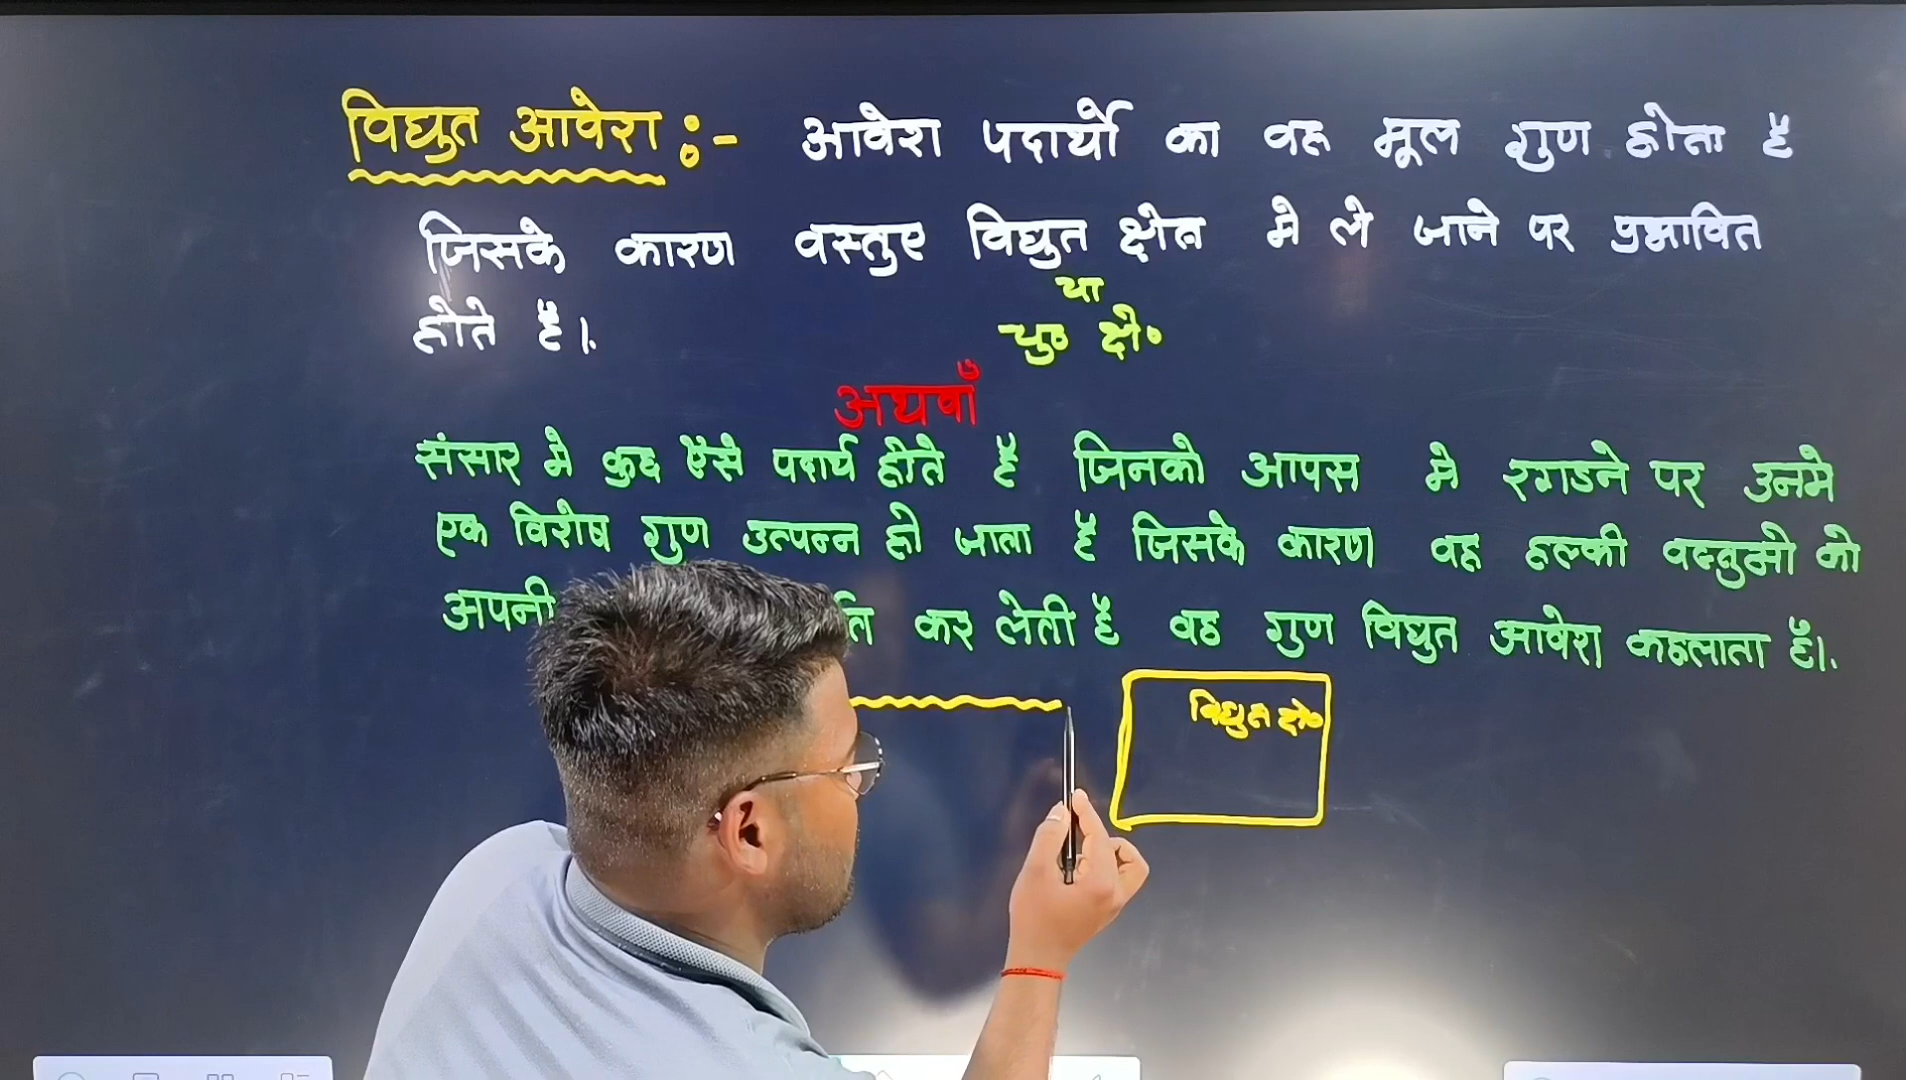 विद्युत आवेश :- आवेश पदार्थो का वह मूल गुण होता है
जिसके कारण वस्तुए विद्युत क्षेत्र मे ले जाने पर प्रभावित
या
होते है।
चु० क्षे०
अथवाँ
संसार मे कुछ ऐसे पदार्थ होते है जिनको आपस मे रगडने पर उनमे
एक विशेष गुण उत्पन्न हो जाता है जिसके कारण वह हल्की वस्तुओ को
अपनी कर लेती है वह गुण विद्युत आवेश कहलाता है।
विद्युत क्षे०